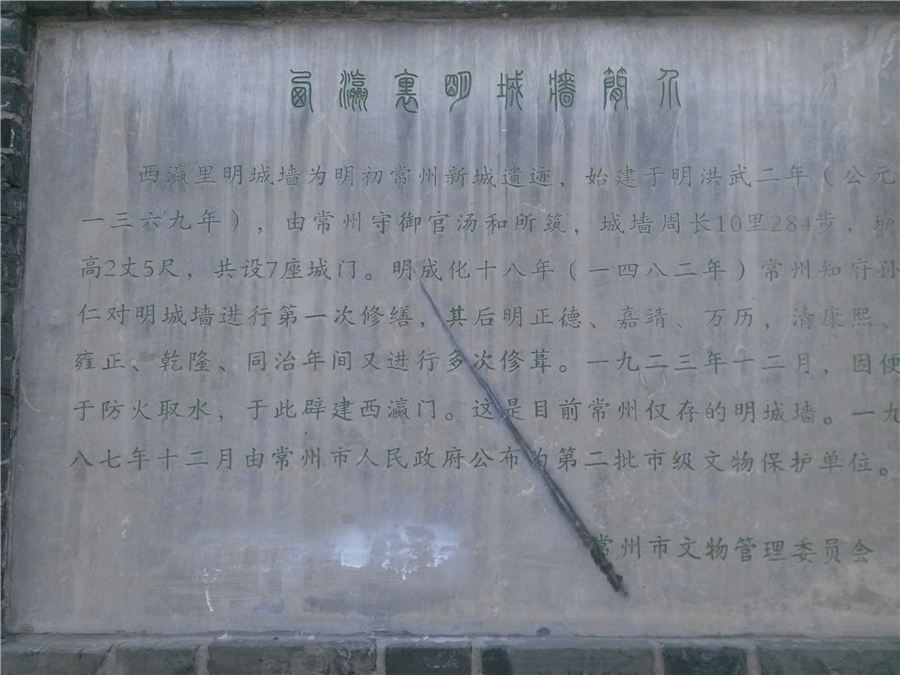 西瀛裏明城牆簡介
西瀛里明城墙为明初常州新城遗迹，始建于明洪武二年（公元
一三六九年），由常州守御官汤和所筑，城墙周长10里284步，城
高2丈5尺，共设7座城门。明成化十八年（一四八二年）常州知府孙
仁对明城墙进行第一次修缮，其后明正德、嘉靖、万历，清康熙、
雍正、乾隆、同治年间又进行多次修葺。一九二三年十二月，因便
于防火取水，于此辟建西瀛门。这是目前常州仅存的明城墙。一九
八七年十二月由常州市人民政府公布为第二批市级文物保护单位。
常州市文物管理委员会